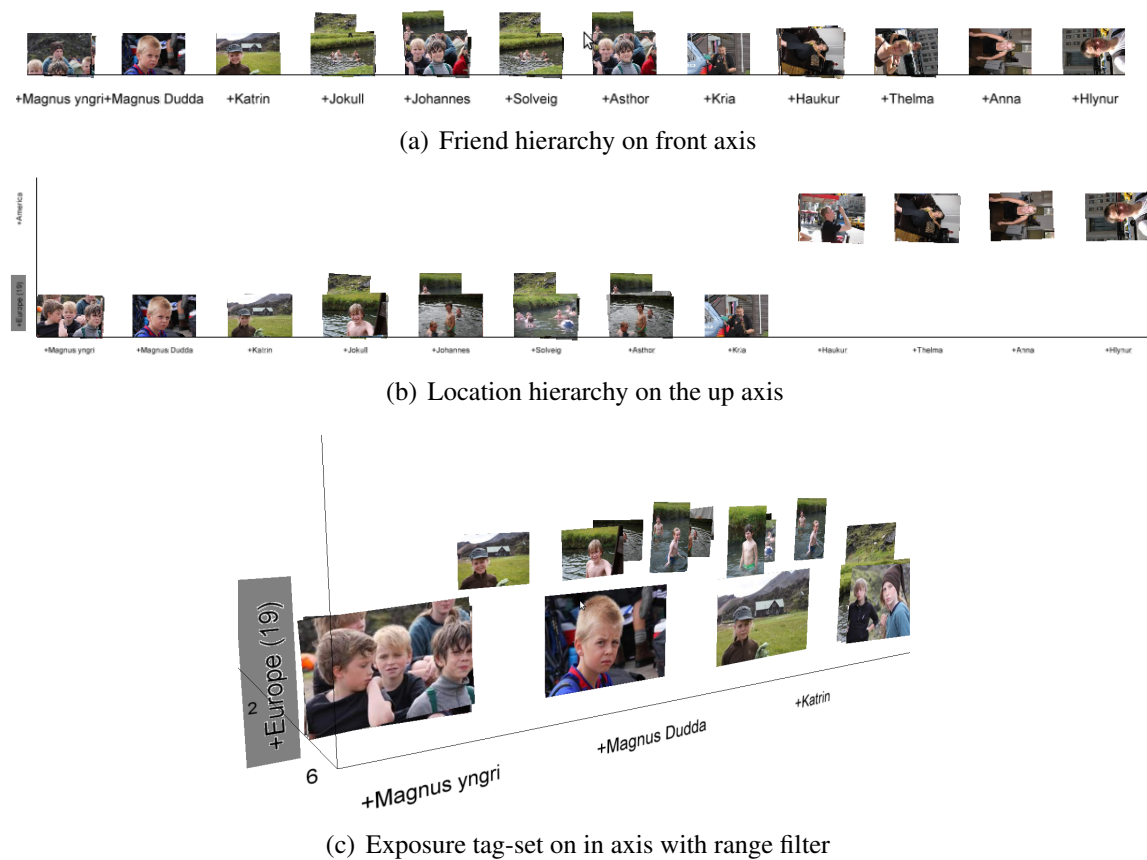 +Magnus yngri +Magnus Dudda +Katrin +Jokull +Johannes +Solveig +Asthor +Kria +Haukur +Thelma +Anna +Hlynur
(a) Friend hierarchy on front axis
+America
+Europe (19)
+Magnus yngri +Magnus Dudda +Katrin +Jokull +Johannes +Solveig +Asthor +Kria +Haukur +Thelma +Anna +Hlynur
(b) Location hierarchy on the up axis
+Europe (19)
2
6
+Magnus yngri
+Magnus Dudda
+Katrin
(c) Exposure tag-set on in axis with range filter